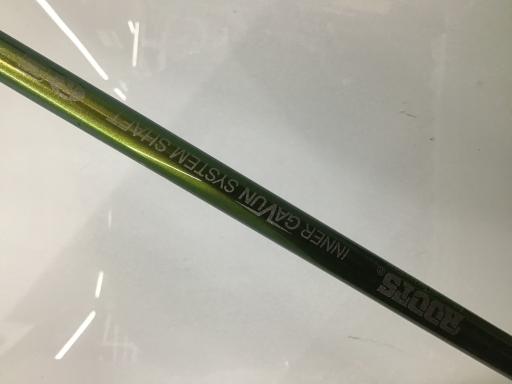 ROOTS®
INNER GAVUN SYSTEM SHAFT